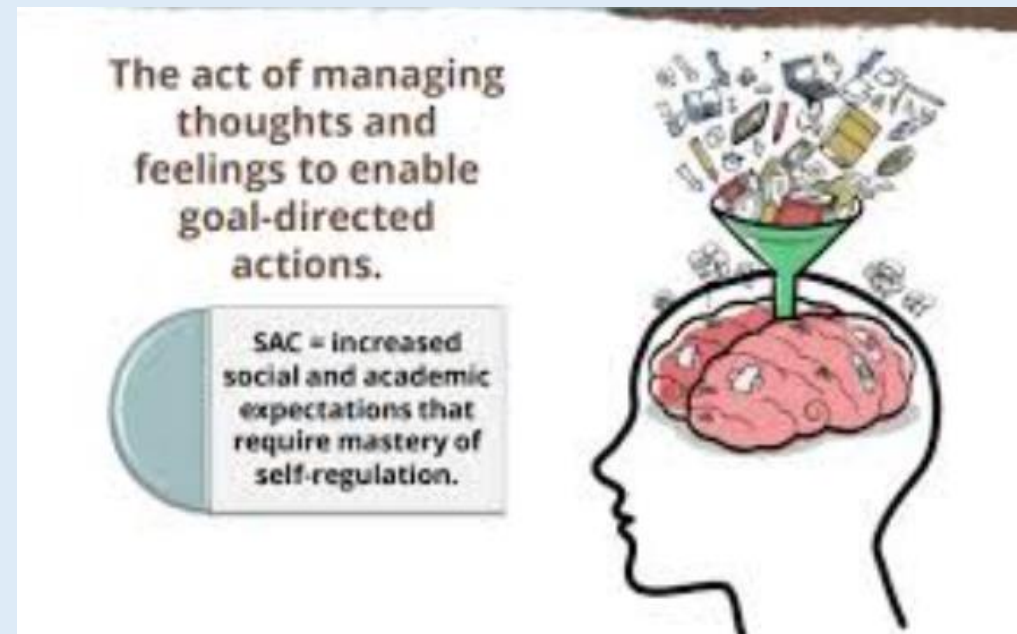 The act of managing
thoughts and
feelings to enable
goal-directed
actions.
SAC = increased
social and academic
expectations that
require mastery of
self-regulation.